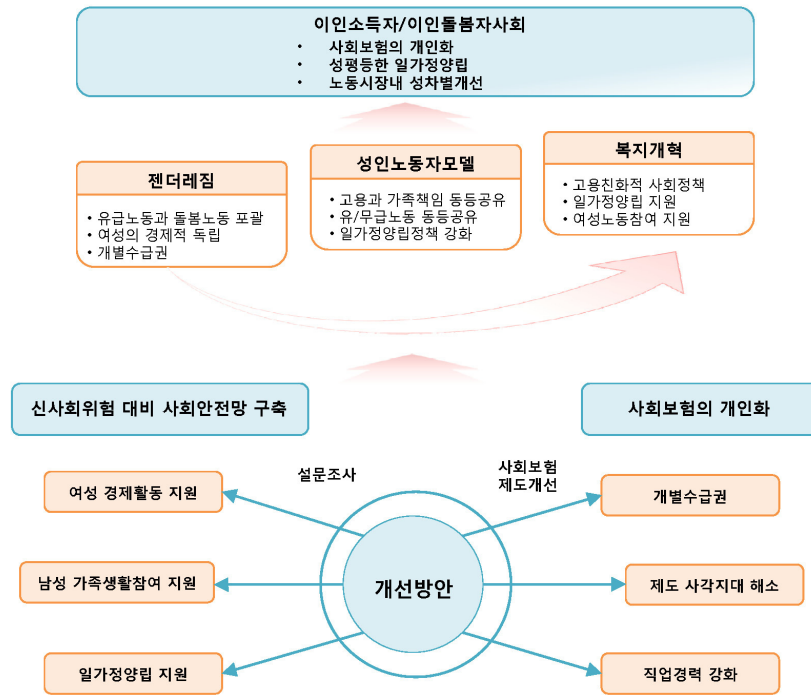 이인소득자/이인돌봄자사회
• 사회보험의 개인화
• 성평등한 일가정양립
• 노동시장내 성차별개선
젠더레짐
• 유급노동과 돌봄노동 포괄
• 여성의 경제적 독립
• 개별수급권
성인노동자모델
• 고용과 가족책임 동등공유
• 유/무급노동 동등공유
• 일가정양립정책 강화
복지개혁
• 고용친화적 사회정책
• 일가정양립 지원
• 여성노동참여 지원
신사회위험 대비 사회안전망 구축
사회보험의 개인화
설문조사
사회보험
제도개선
여성 경제활동 지원
남성 가족생활참여 지원
일가정양립 지원
개선방안
개별수급권
제도 사각지대 해소
직업경력 강화